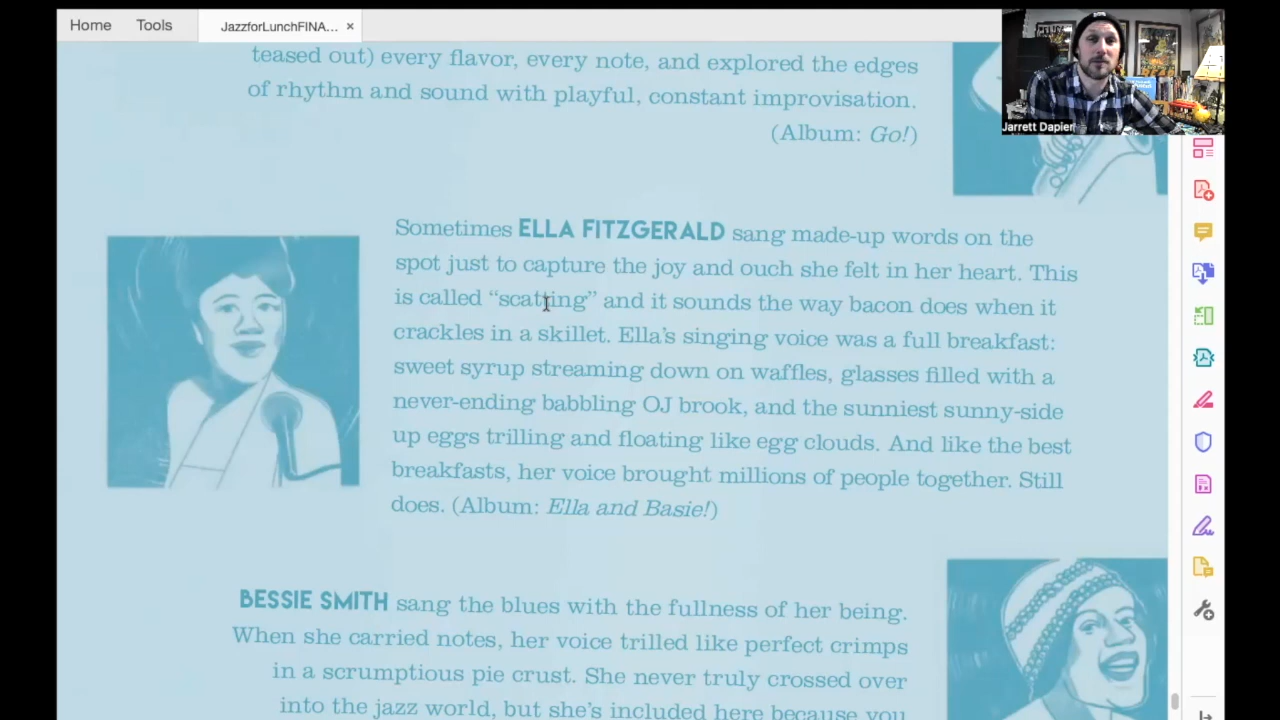 Home
Tools
JazzforLunchFINA... ×
Jarrett Dapier
teased out) every flavor, every note, and explored the edges
of rhythm and sound with playful, constant improvisation.
(Album: Go!)
Sometimes ELLA FITZGERALD sang made-up words on the
spot just to capture the joy and ouch she felt in her heart. This
is called “scatting” and it sounds the way bacon does when it
crackles in a skillet. Ella’s singing voice was a full breakfast:
sweet syrup streaming down on waffles, glasses filled with a
never-ending babbling OJ brook, and the sunniest sunny-side
up eggs trilling and floating like egg clouds. And like the best
breakfasts, her voice brought millions of people together. Still
does. (Album: Ella and Basie!)
BESSIE SMITH sang the blues with the fullness of her being.
When she carried notes, her voice trilled like perfect crimps
in a scrumptious pie crust. She never truly crossed over
into the jazz world, but she’s included here because you